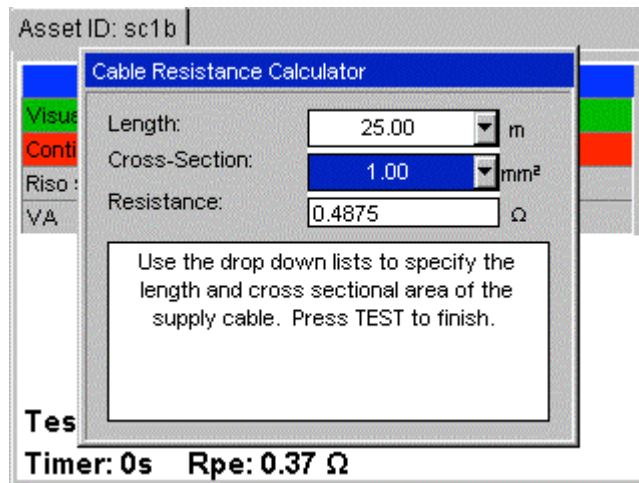 Asset ID: sc1b
Cable Resistance Calculator
Length: 25.00 m
Cross-Section: 1.00 mm²
Resistance: 0.4875 Ω
Use the drop down lists to specify the
length and cross sectional area of the
supply cable. Press TEST to finish.
Visua
Conti
Riso
VA
Tes
Timer: 0s Rpe: 0.37 Ω